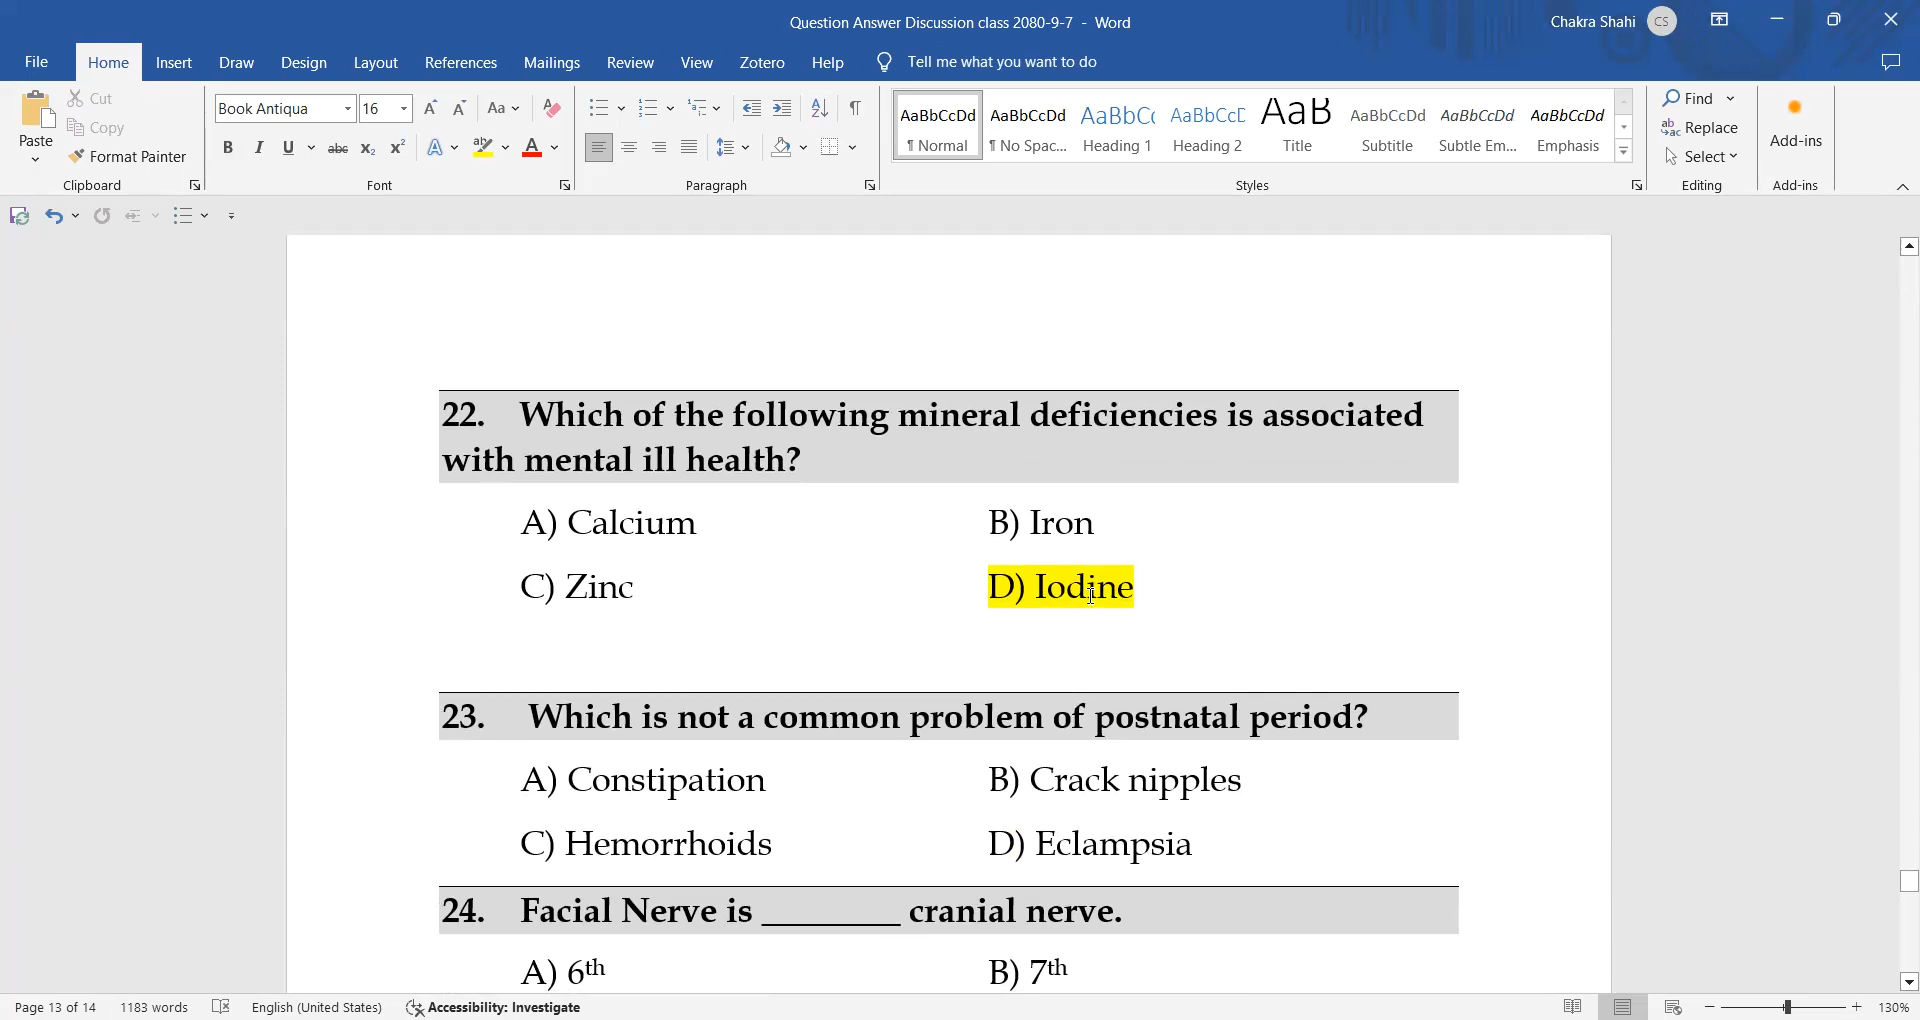 Question Answer Discussion class 2080-9-7 - Word
Chakra Shahi CS
File Home Insert Draw Design Layout References Mailings Review View Zotero Help Tell me what you want to do
Paste
Cut
Copy
Format Painter
Clipboard
Book Antiqua 16
Aa
B I U abc x₂ x² A ab A
Font
Paragraph
AaBbCcDd AaBbCcDd AaBbCc AaBbCcE AaB AaBbCcDd AaBbCcDd AaBbCcDd
¶ Normal ¶ No Spac... Heading 1 Heading 2 Title Subtitle Subtle Em... Emphasis
Styles
Find
Replace
Select
Editing
Add-ins
Add-ins
22. Which of the following mineral deficiencies is associated
with mental ill health?
A) Calcium B) Iron
C) Zinc D) Iodine
23. Which is not a common problem of postnatal period?
A) Constipation B) Crack nipples
C) Hemorrhoids D) Eclampsia
24. Facial Nerve is ________ cranial nerve.
A) 6th B) 7th
Page 13 of 14 1183 words English (United States) Accessibility: Investigate 130%